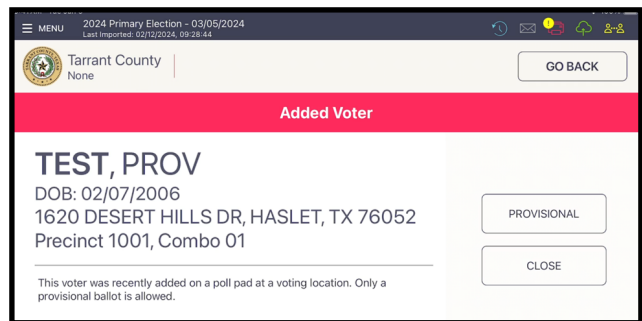 MENU
2024 Primary Election - 03/05/2024
Last Imported: 02/12/2024, 09:28:44
Tarrant County
None
GO BACK
Added Voter
TEST, PROV
DOB: 02/07/2006
1620 DESERT HILLS DR, HASLET, TX 76052
Precinct 1001, Combo 01
PROVISIONAL
CLOSE
This voter was recently added on a poll pad at a voting location. Only a
provisional ballot is allowed.